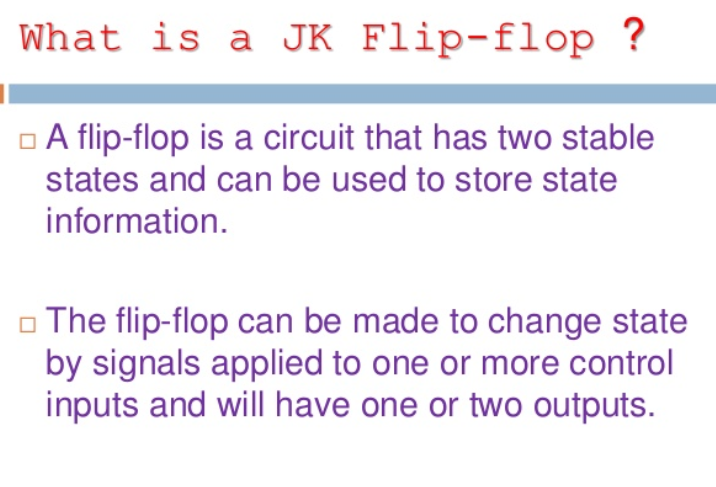 What is a JK Flip-flop ?
A flip-flop is a circuit that has two stable
states and can be used to store state
information.
The flip-flop can be made to change state
by signals applied to one or more control
inputs and will have one or two outputs.